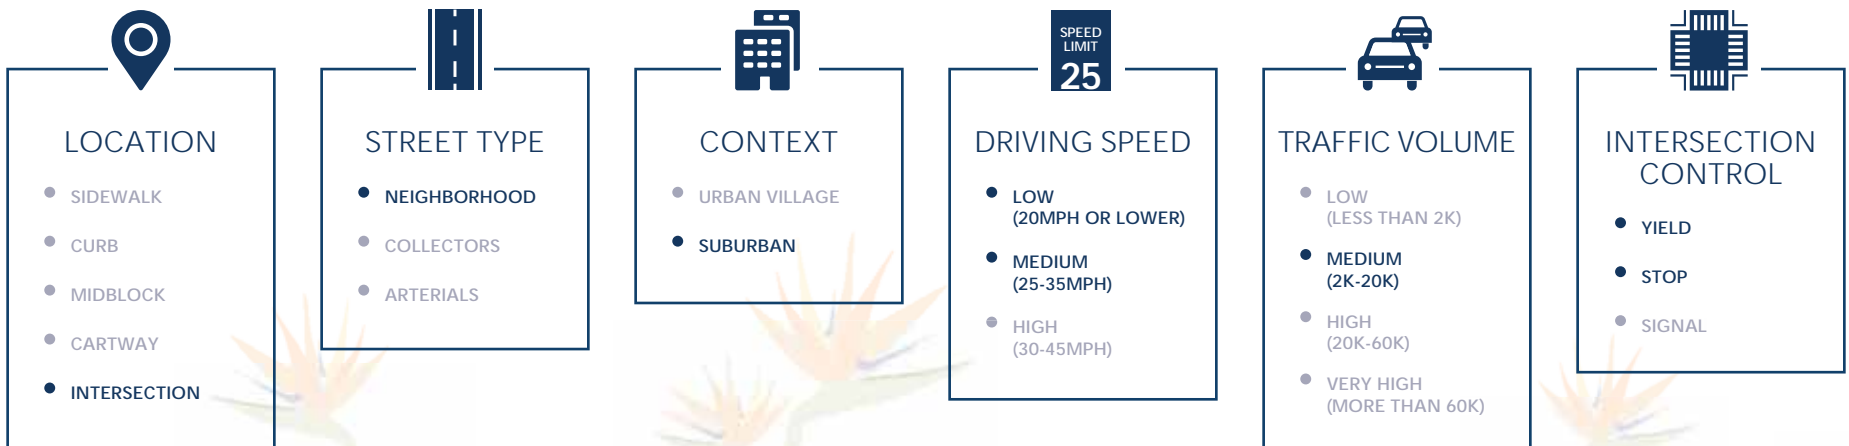 LOCATION
SIDEWALK
CURB
MIDBLOCK
CARTWAY
INTERSECTION
STREET TYPE
NEIGHBORHOOD
COLLECTORS
ARTERIALS
CONTEXT
URBAN VILLAGE
SUBURBAN
SPEED
LIMIT
25
DRIVING SPEED
LOW
(20MPH OR LOWER)
MEDIUM
(25-35MPH)
HIGH
(30-45MPH)
TRAFFIC VOLUME
LOW
(LESS THAN 2K)
MEDIUM
(2K-20K)
HIGH
(20K-60K)
VERY HIGH
(MORE THAN 60K)
INTERSECTION
CONTROL
YIELD
STOP
SIGNAL